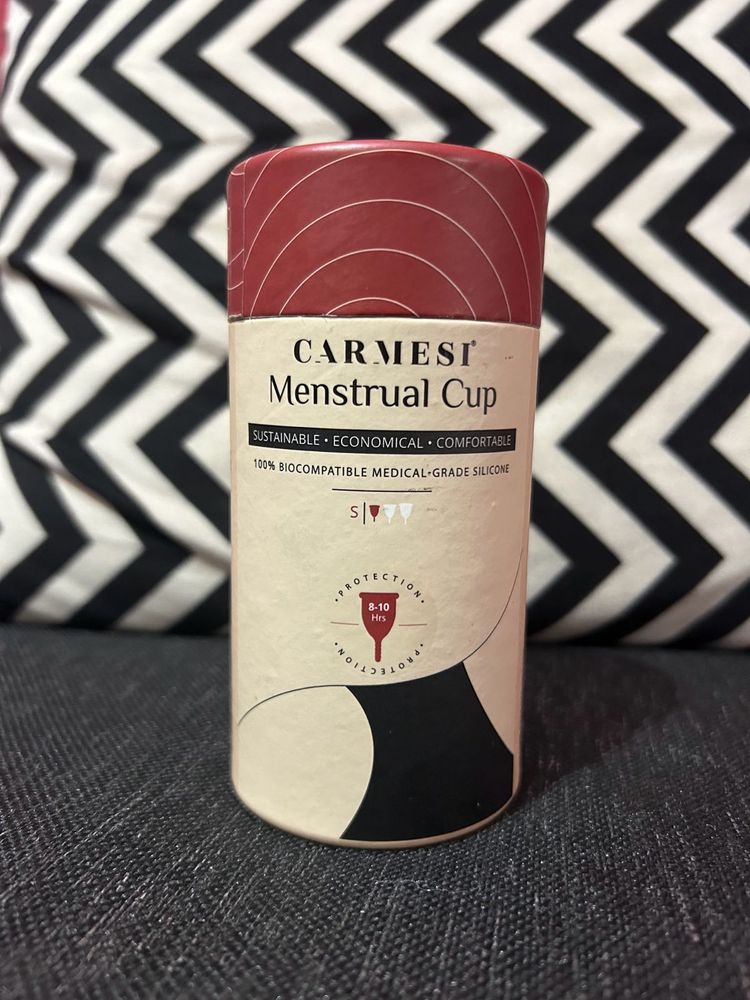 CARMESI®
Menstrual Cup
SUSTAINABLE • ECONOMICAL • COMFORTABLE
100% BIOCOMPATIBLE MEDICAL-GRADE SILICONE
S
• PROTECTION •
8-10
Hrs
• PROTECTION •